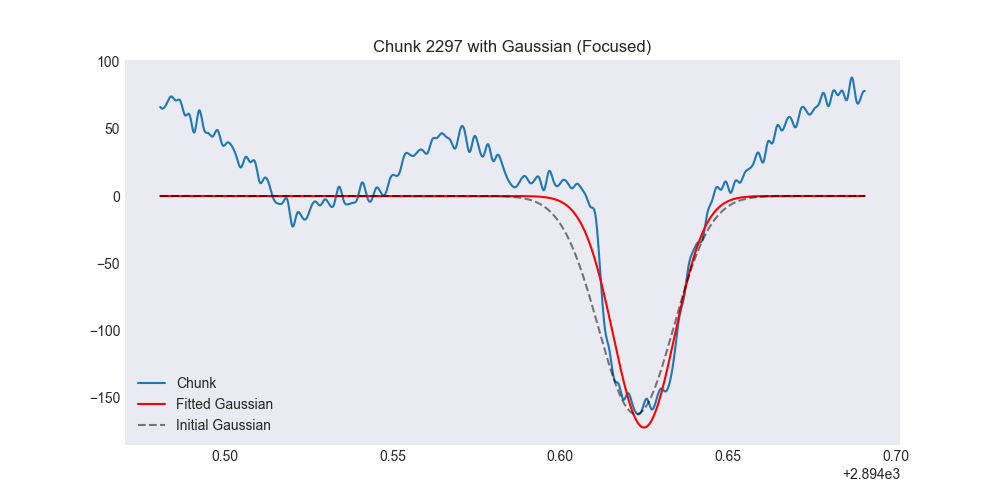 Chunk 2297 with Gaussian (Focused)
100
50
0
−50
−100
−150
Chunk
Fitted Gaussian
Initial Gaussian
0.50 0.55 0.60 0.65 0.70
+2.894e3